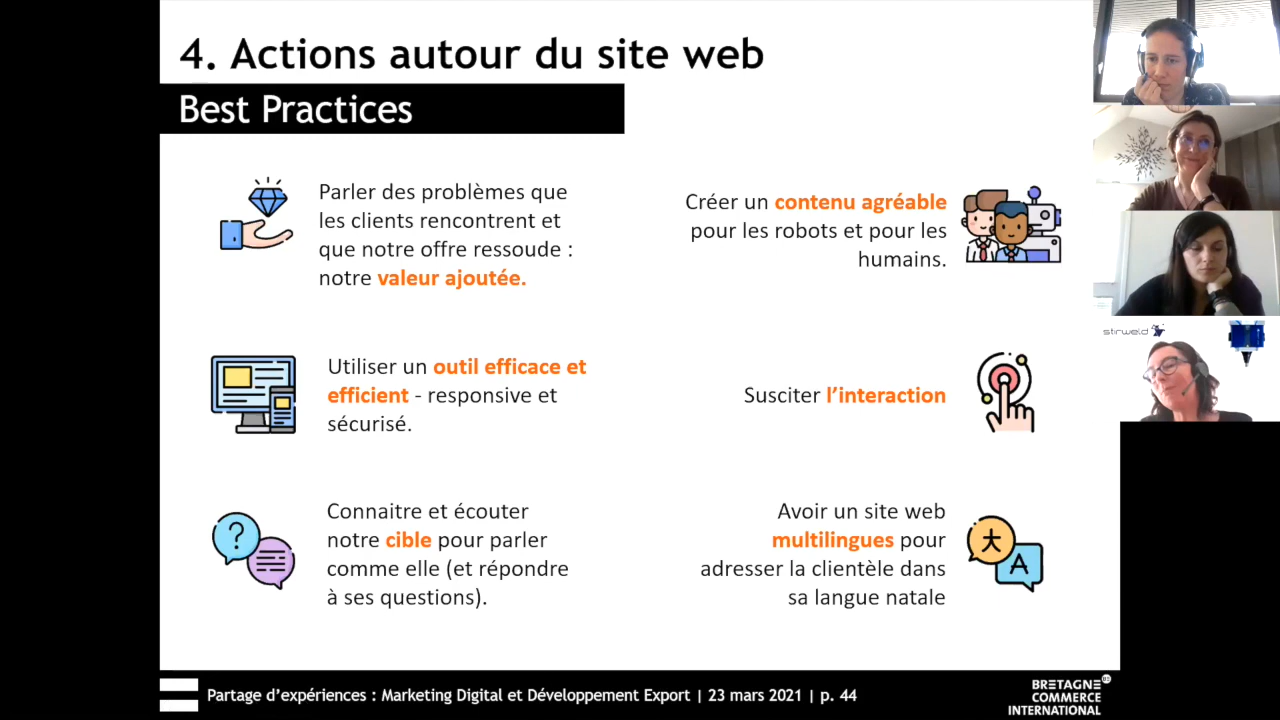 4. Actions autour du site web
Best Practices
Parler des problèmes que
les clients rencontrent et
que notre offre ressoude :
notre valeur ajoutée.
Créer un contenu agréable
pour les robots et pour les
humains.
Utiliser un outil efficace et
efficient - responsive et
sécurisé.
Susciter l’interaction
Connaitre et écouter
notre cible pour parler
comme elle (et répondre
à ses questions).
Avoir un site web
multilingues pour
adresser la clientèle dans
sa langue natale
?
大
A
stirweld
Partage d’expériences : Marketing Digital et Développement Export | 23 mars 2021 | p. 44
BRETAGNE
COMMERCE
INTERNATIONAL